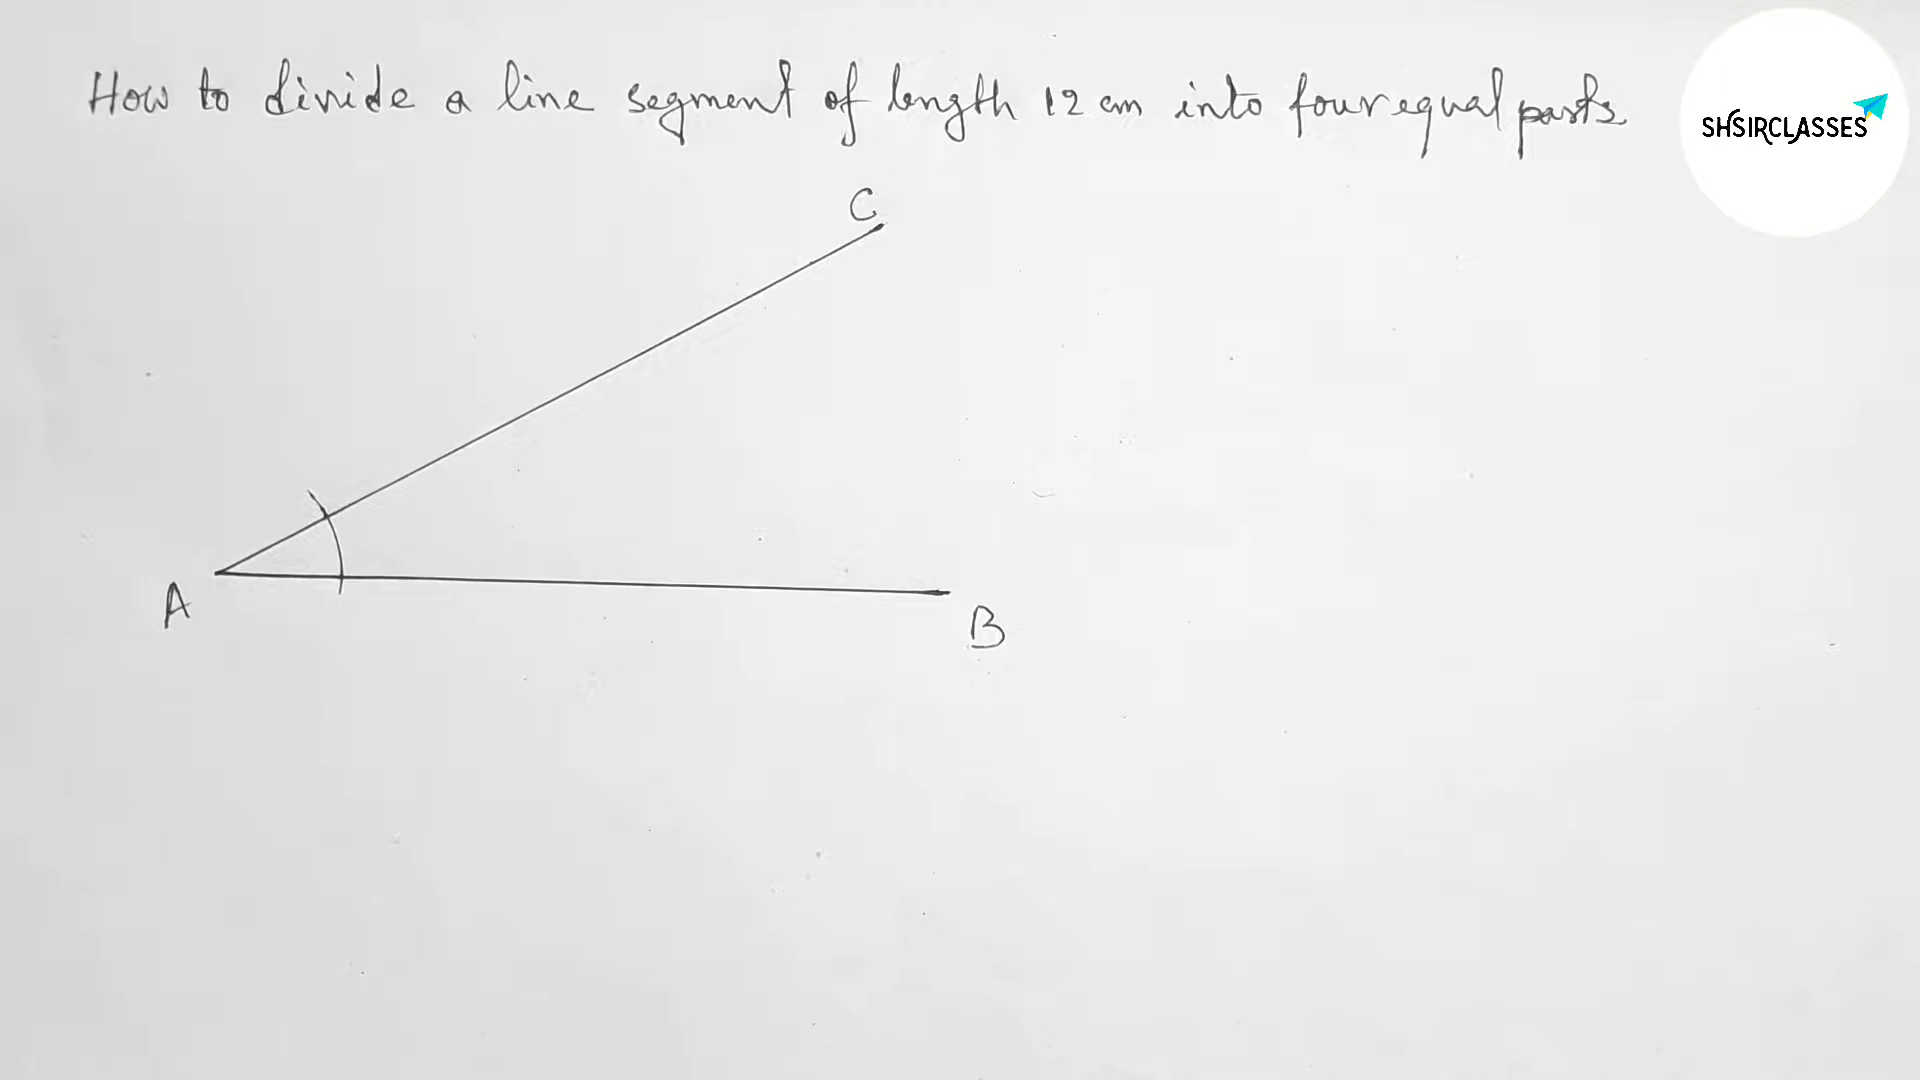 How to divide a line segment of length 12 cm into four equal parts.
SHSIRCLASSES
C
A
B